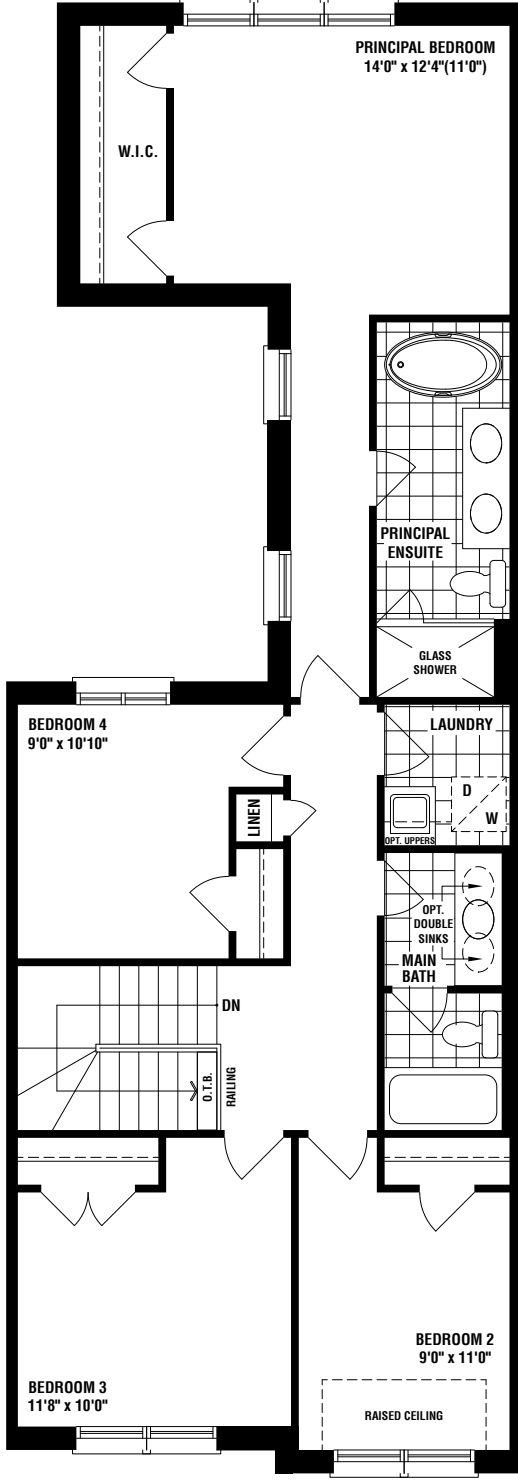 PRINCIPAL BEDROOM
14'0" x 12'4"(11'0")
W.I.C.
PRINCIPAL
ENSUITE
GLASS
SHOWER
BEDROOM 4
9'0" x 10'10"
LAUNDRY
LINEN
D
W
OPT. UPPERS
OPT.
DOUBLE
SINKS
MAIN
BATH
DN
O.T.B.
RAILING
BEDROOM 2
9'0" x 11'0"
BEDROOM 3
11'8" x 10'0"
RAISED CEILING